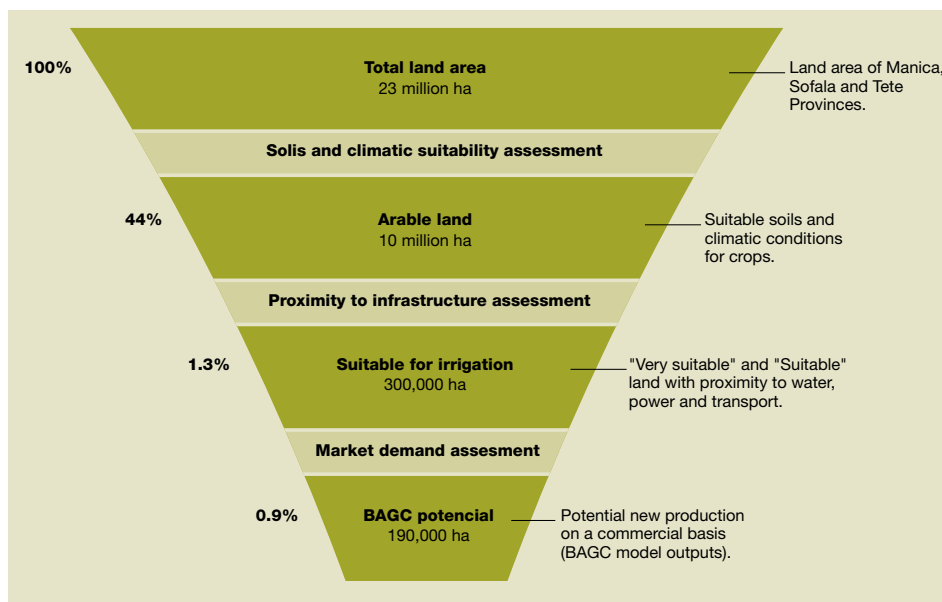 100%
Total land area
23 million ha
Land area of Manica,
Sofala and Tete
Provinces.
Solis and climatic suitability assessment
44%
Arable land
10 million ha
Suitable soils and
climatic conditions
for crops.
Proximity to infrastructure assessment
1.3%
Suitable for irrigation
300,000 ha
"Very suitable" and "Suitable"
land with proximity to water,
power and transport.
Market demand assesment
0.9%
BAGC potencial
190,000 ha
Potential new production
on a commercial basis
(BAGC model outputs).